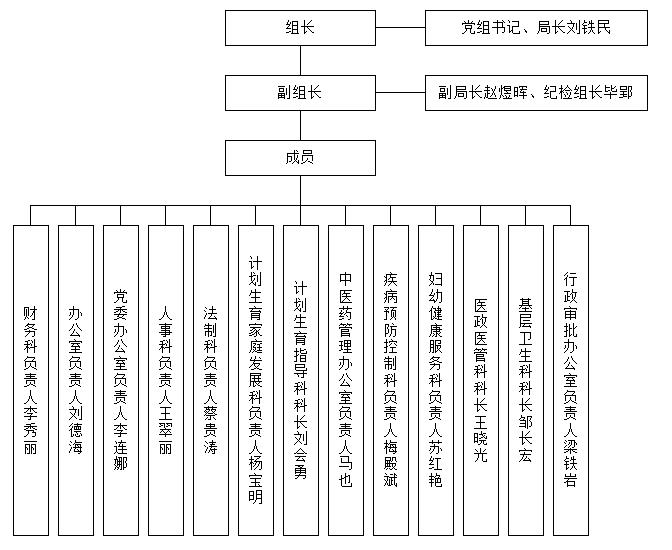 组长
党组书记、局长刘铁民
副组长
副局长赵煜晖、纪检组长毕郢
成员
财务科负责人李秀丽
办公室负责人刘德海
党委办公室负责人李连娜
人事科负责人王翠丽
法制科负责人蔡贵涛
计划生育家庭发展科负责人杨宝明
计划生育指导科科长刘会勇
中医药管理办公室负责人马也
疾病预防控制科负责人梅殿斌
妇幼健康服务科负责人苏红艳
医政医管科科长王晓光
基层卫生科科长邹长宏
行政审批办公室负责人梁铁岩